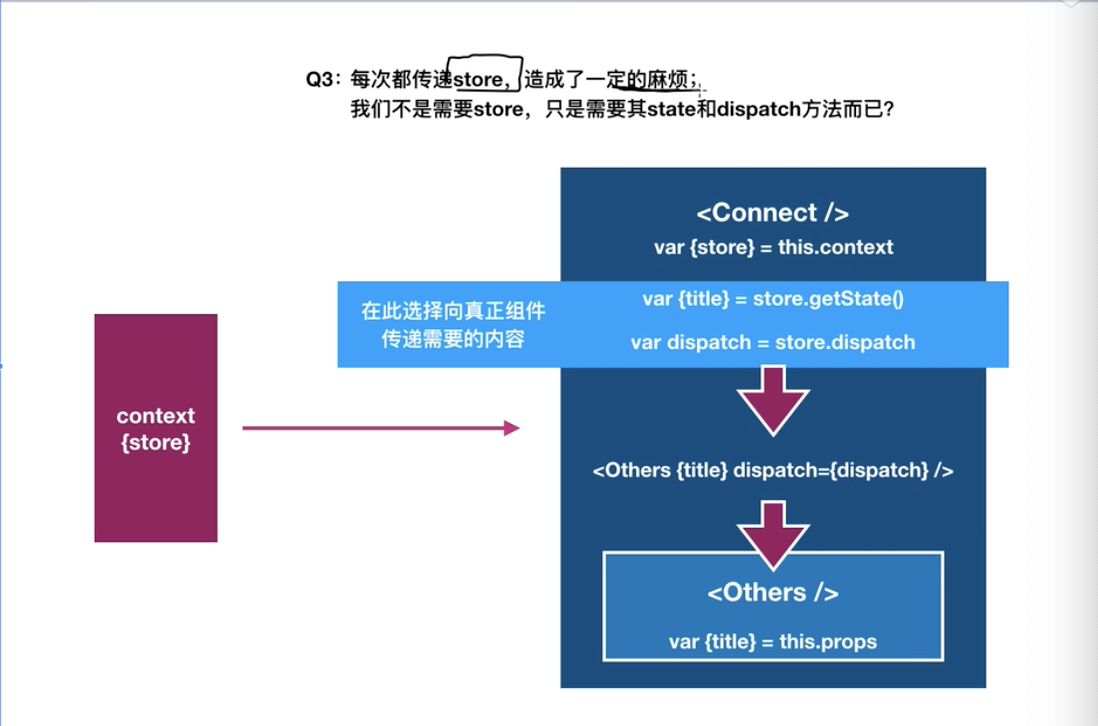 Q3：每次都传递store，造成了一定的麻烦；
我们不是需要store，只是需要其state和dispatch方法而已？
<Connect />
var {store} = this.context
在此选择向真正组件
传递需要的内容
var {title} = store.getState()
var dispatch = store.dispatch
context
{store}
<Others {title} dispatch={dispatch} />
<Others />
var {title} = this.props